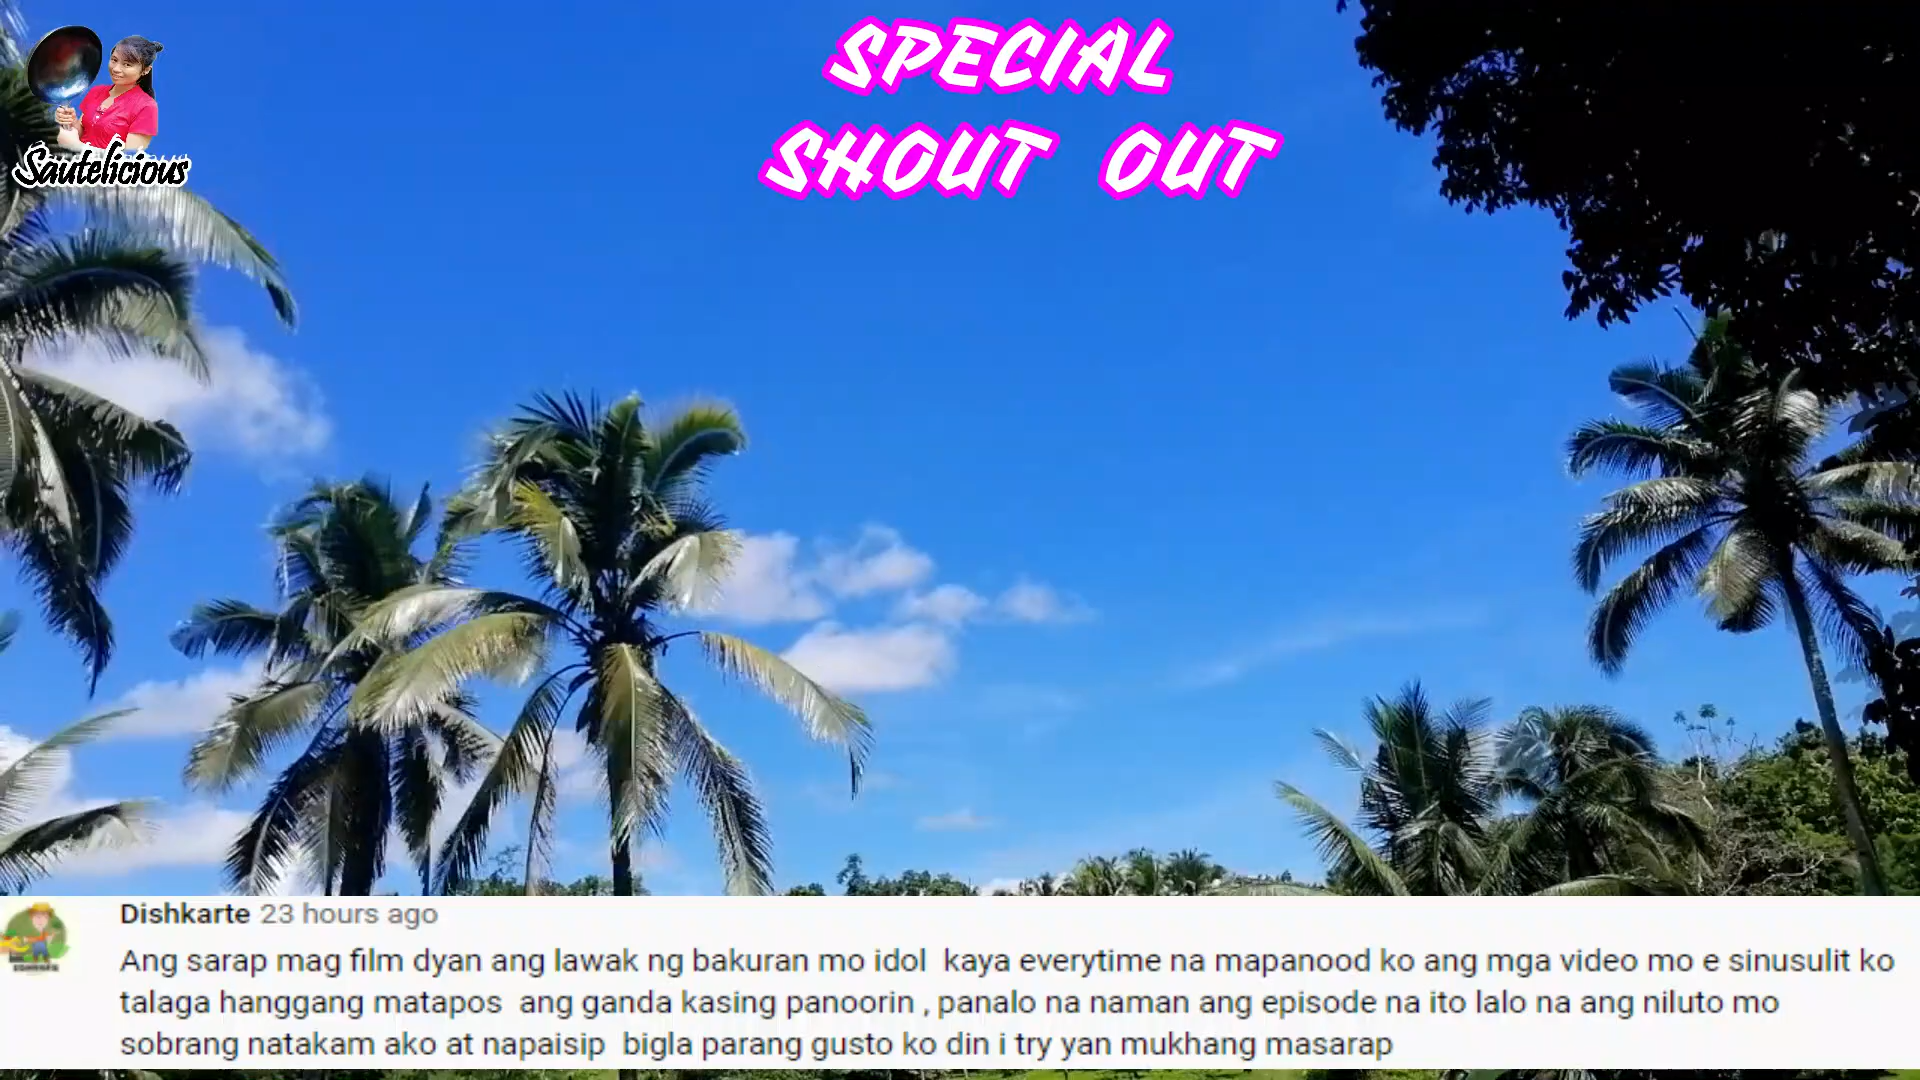 SPECIAL
SHOUT OUT
Sautelicious
Dishkarte 23 hours ago
Ang sarap mag film dyan ang lawak ng bakuran mo idol  kaya everytime na mapanood ko ang mga video mo e sinusulit ko
talaga hanggang matapos  ang ganda kasing panoorin , panalo na naman ang episode na ito lalo na ang niluto mo
sobrang natakam ako at napaisip  bigla parang gusto ko din i try yan mukhang masarap